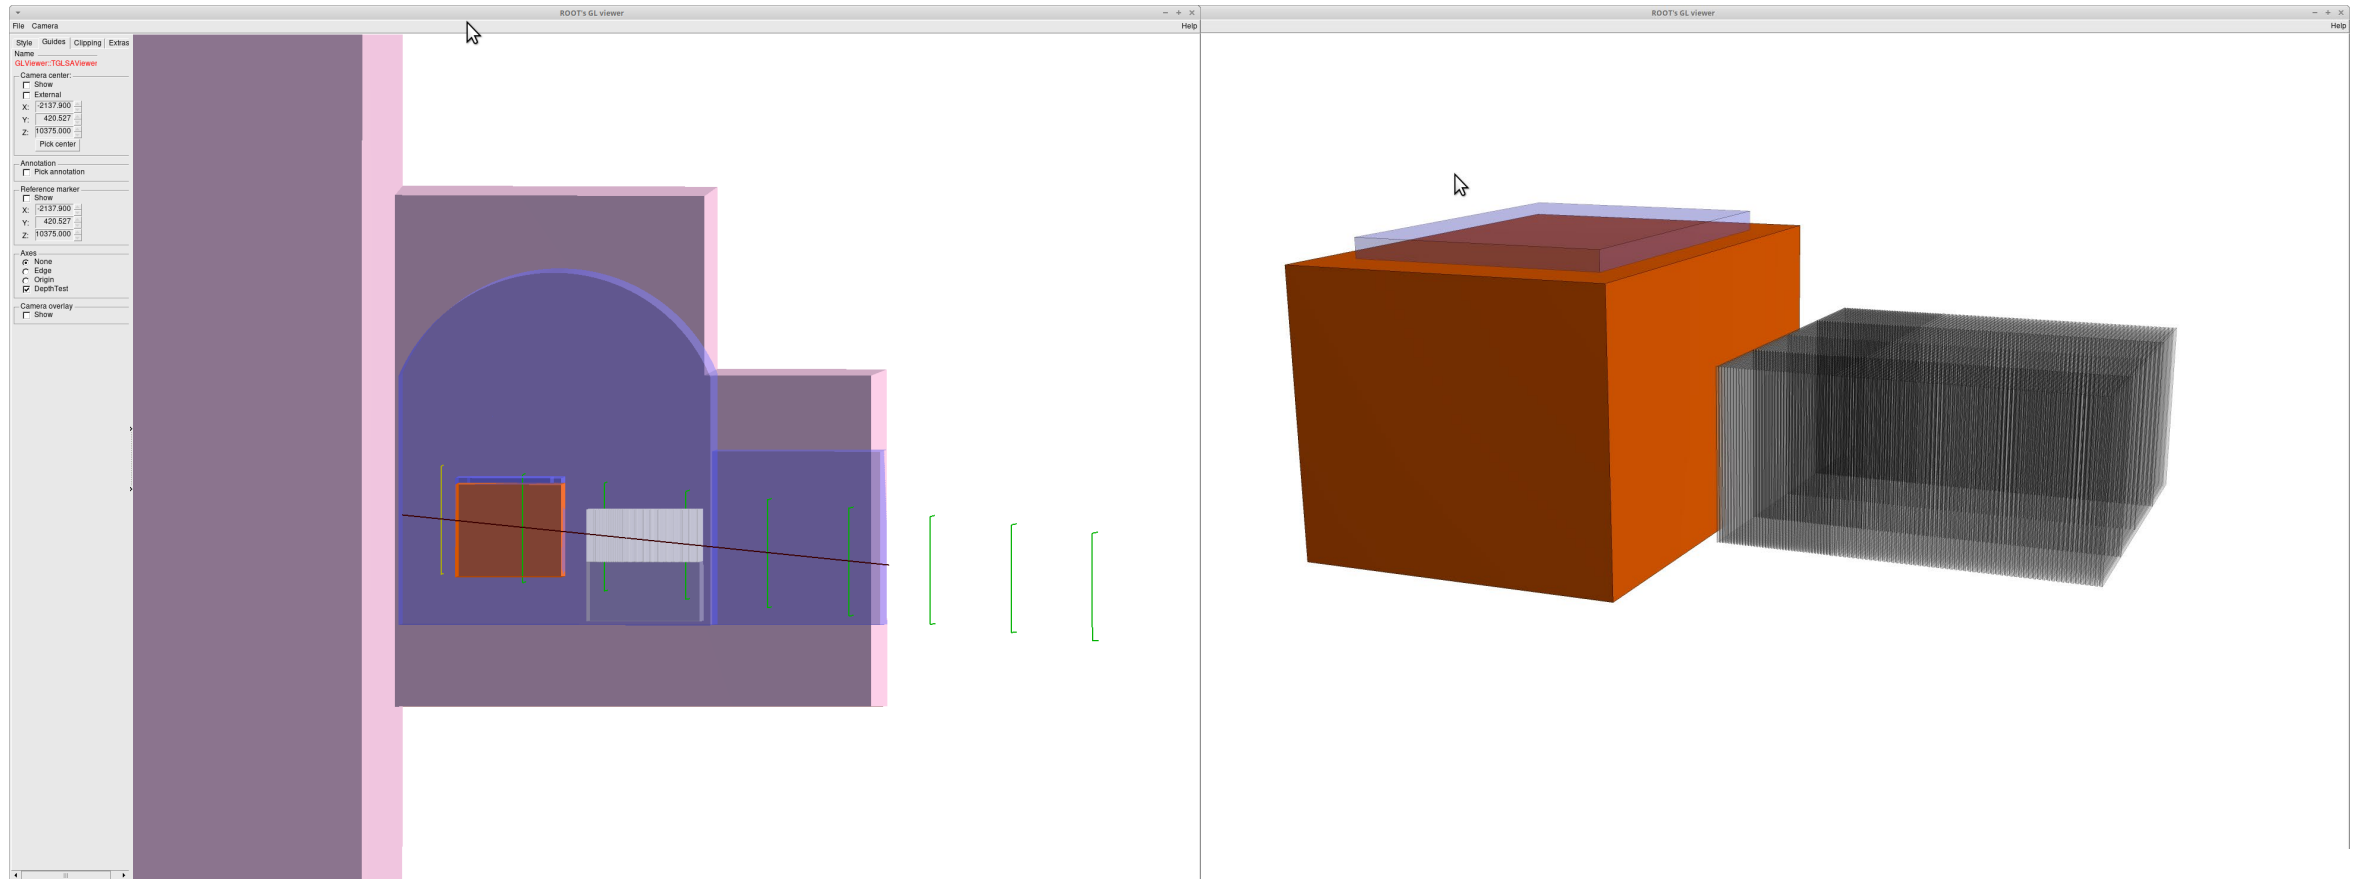 ROOT's GL viewer
File Camera Help
Style Guides Clipping Extras
Name
GLViewer::TGLSAViewer
Camera center:
Show
External
X: -2137.900
Y: 420.527
Z: 10375.000
Pick center
Annotation
Pick annotation
Reference marker
Show
X: -2137.900
Y: 420.527
Z: 10375.000
Axes
None
Edge
Origin
DepthTest
Camera overlay
Show
ROOT's GL viewer
Help